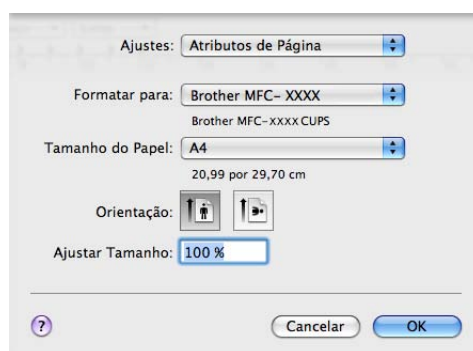 Ajustes: Atributos de Página
Formatar para: Brother MFC- XXXX
Brother MFC-XXXX CUPS
Tamanho do Papel: A4
20,99 por 29,70 cm
Orientação:
Ajustar Tamanho: 100 %
? Cancelar OK